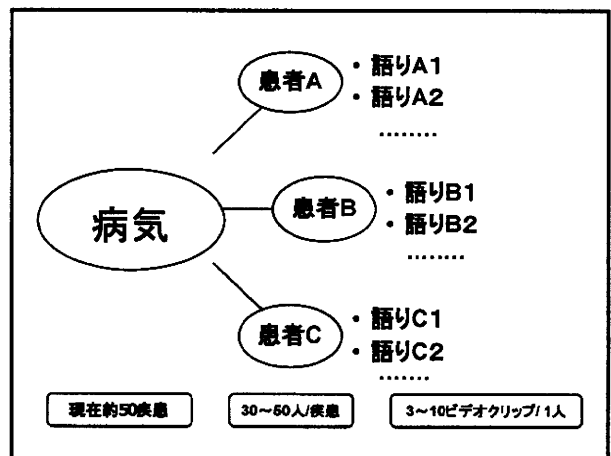 患者A
・語りA1
・語りA2
………
病気
患者B
・語りB1
・語りB2
………
患者C
・語りC1
・語りC2
………
現在約50疾患
30～50人/疾患
3～10ビデオクリップ/1人